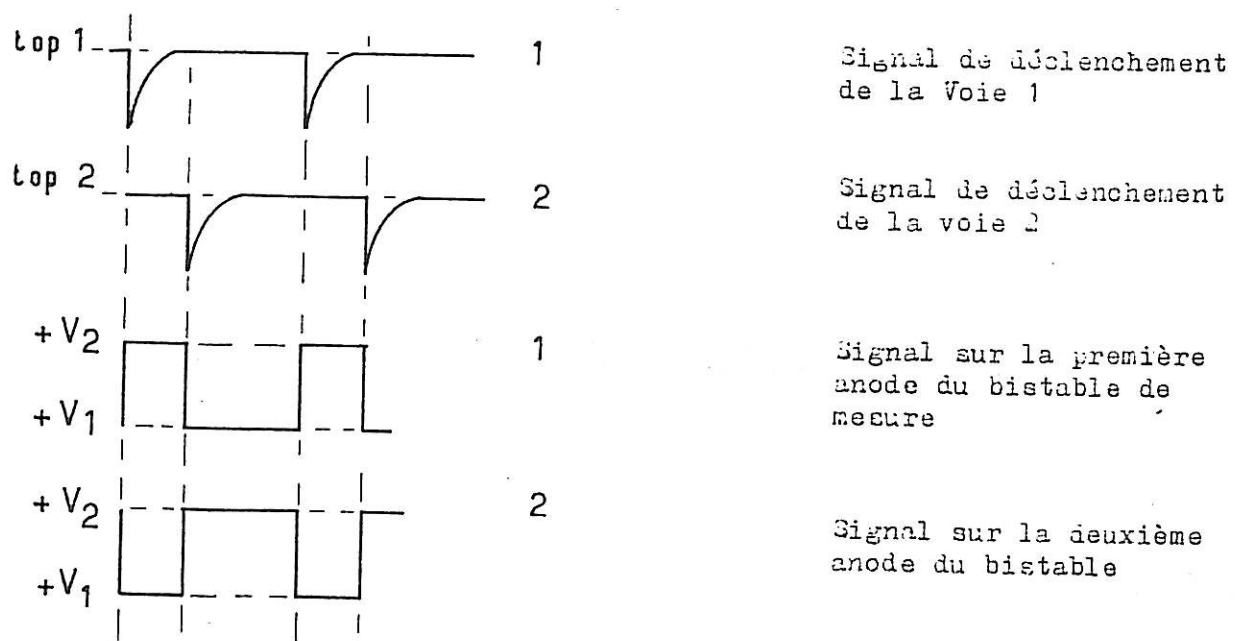 top 1
1
Signal de déclenchement
de la Voie 1
top 2
2
Signal de déclenchement
de la voie 2
+ V2
1
Signal sur la première
anode du bistable de
mesure
+ V1
+ V2
2
Signal sur la deuxième
anode du bistable
+ V1